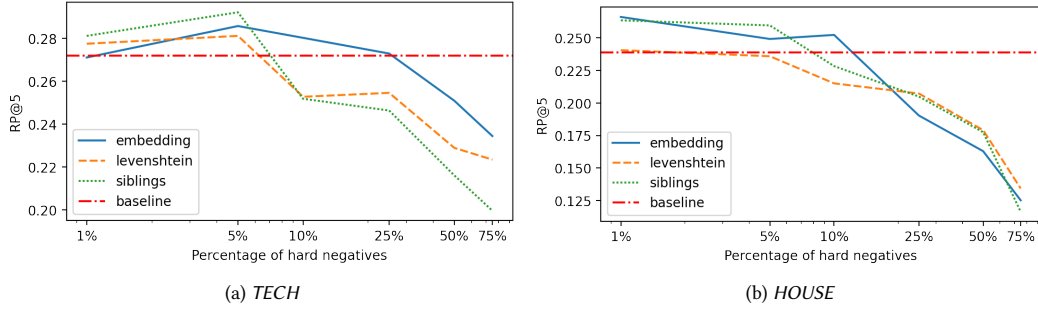 0.28
0.26
0.24
0.22
0.20
RP@5
embedding
levenshtein
siblings
baseline
1% 5% 10% 25% 50% 75%
Percentage of hard negatives
(a) TECH
0.250
0.225
0.200
0.175
0.150
0.125
RP@5
embedding
levenshtein
siblings
baseline
1% 5% 10% 25% 50% 75%
Percentage of hard negatives
(b) HOUSE